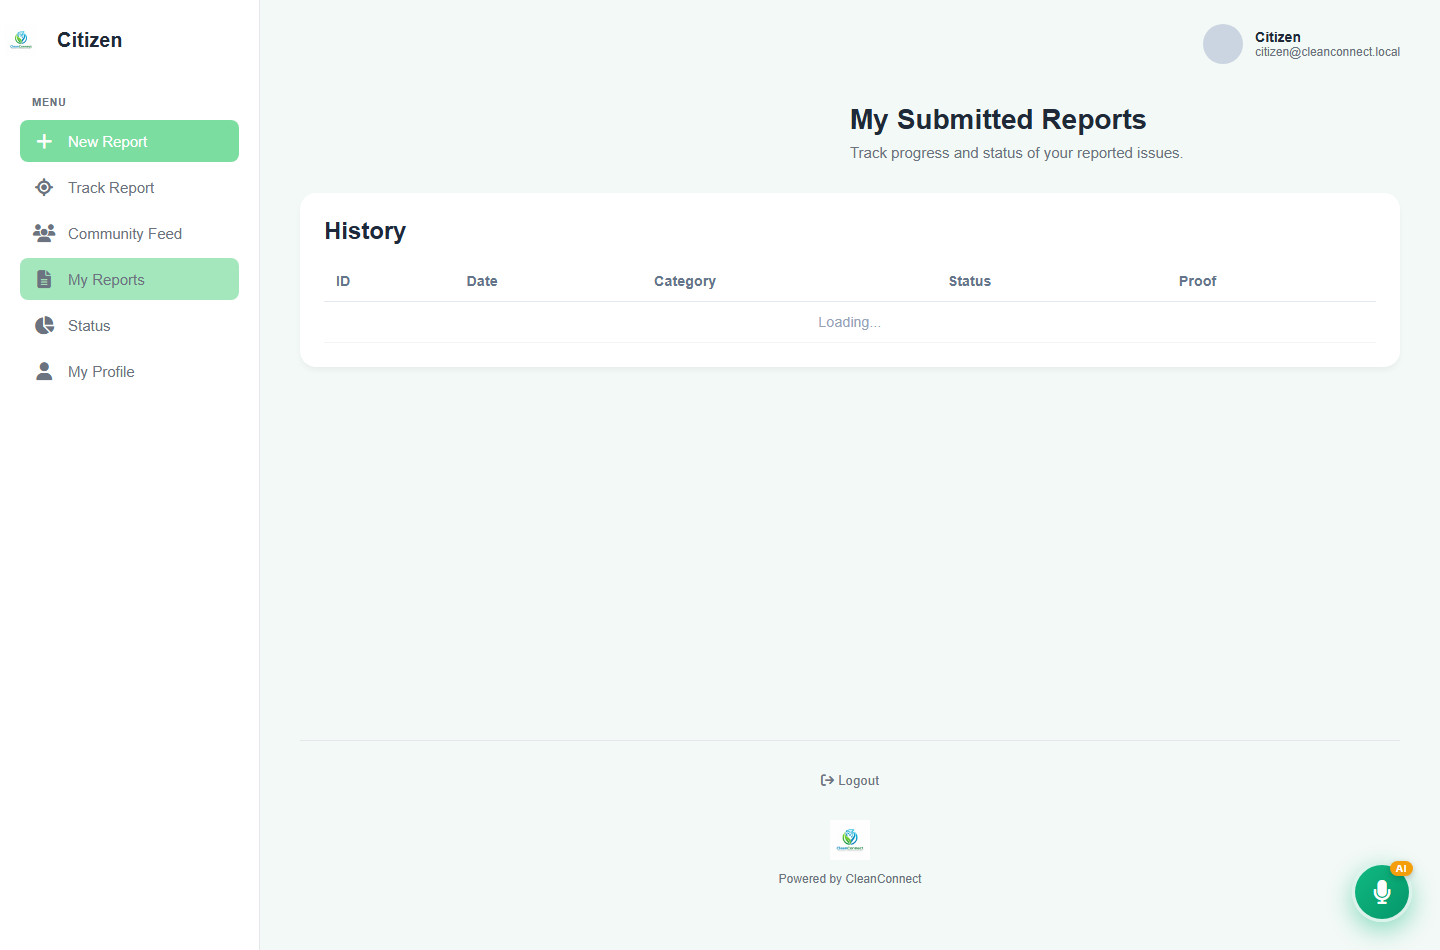 Citizen
MENU
New Report
Track Report
Community Feed
My Reports
Status
My Profile
Citizen
citizen@cleanconnect.local
My Submitted Reports
Track progress and status of your reported issues.
History
ID Date Category Status Proof
Loading...
Logout
CleanConnect
Powered by CleanConnect
AI